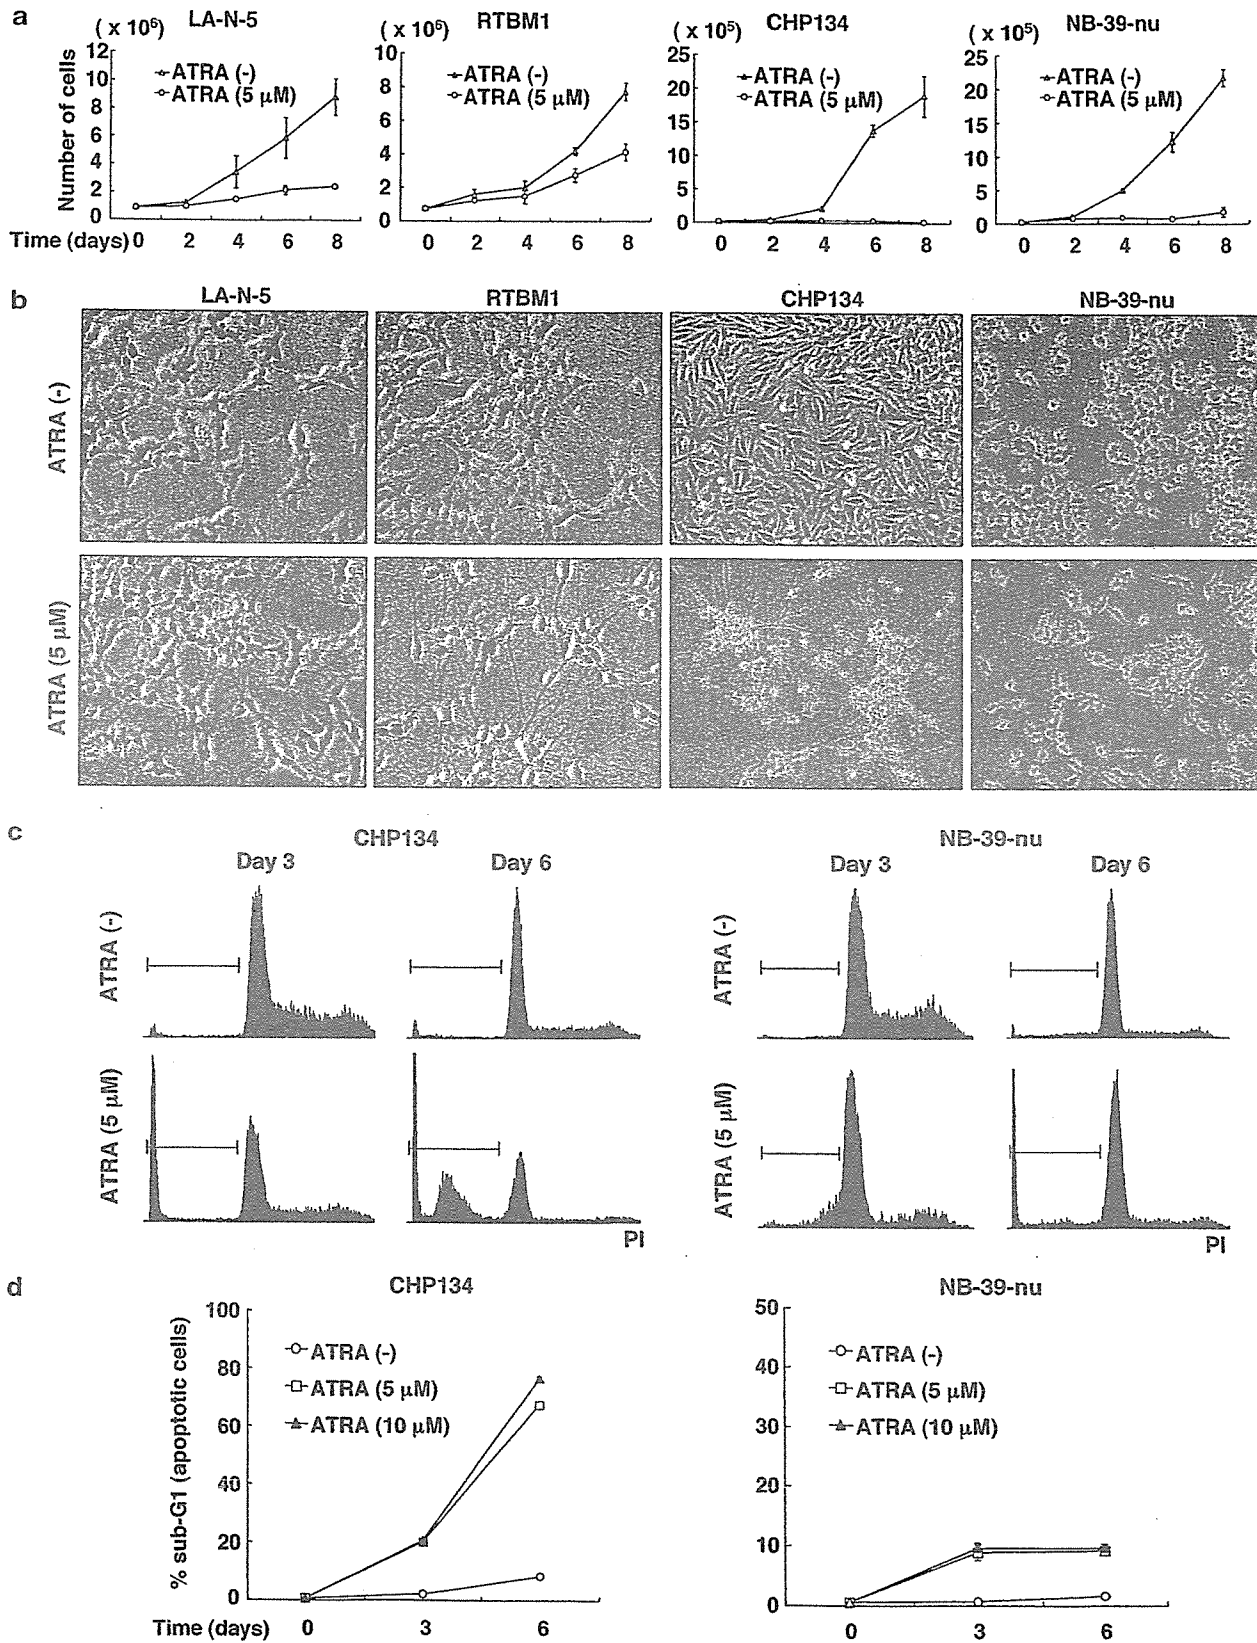 a
LA-N-5 RTBM1 CHP134 NB-39-nu
( x 10⁶) ( x 10⁶) ( x 10⁵) ( x 10⁵)
Number of cells
12 10 8 6 4 2 0
ATRA (-)
ATRA (5 μM)
8 6 4 2 0
ATRA (-)
ATRA (5 μM)
25 20 15 10 5 0
ATRA (-)
ATRA (5 μM)
25 20 15 10 5 0
ATRA (-)
ATRA (5 μM)
Time (days) 0 2 4 6 8 0 2 4 6 8 0 2 4 6 8 0 2 4 6 8
b
LA-N-5 RTBM1 CHP134 NB-39-nu
ATRA (-)
ATRA (5 μM)
c
CHP134 NB-39-nu
Day 3 Day 6 Day 3 Day 6
ATRA (-) ATRA (-)
ATRA (5 μM) ATRA (5 μM)
PI PI
d
CHP134 NB-39-nu
% sub-G1 (apoptotic cells)
100 80 60 40 20 0
ATRA (-)
ATRA (5 μM)
ATRA (10 μM)
50 40 30 20 10 0
ATRA (-)
ATRA (5 μM)
ATRA (10 μM)
Time (days) 0 3 6 0 3 6